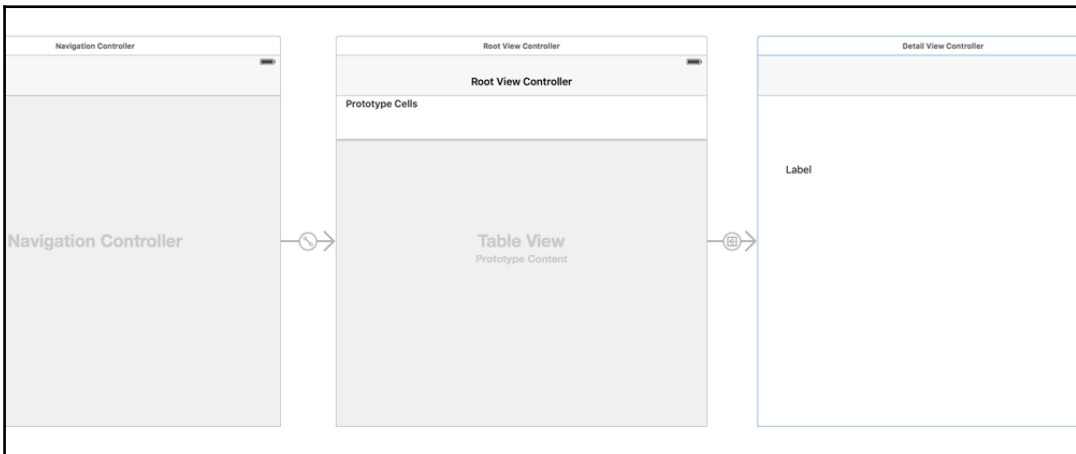 Navigation Controller
Root View Controller
Detail View Controller
Root View Controller
Prototype Cells
Label
Navigation Controller
Table View
Prototype Content